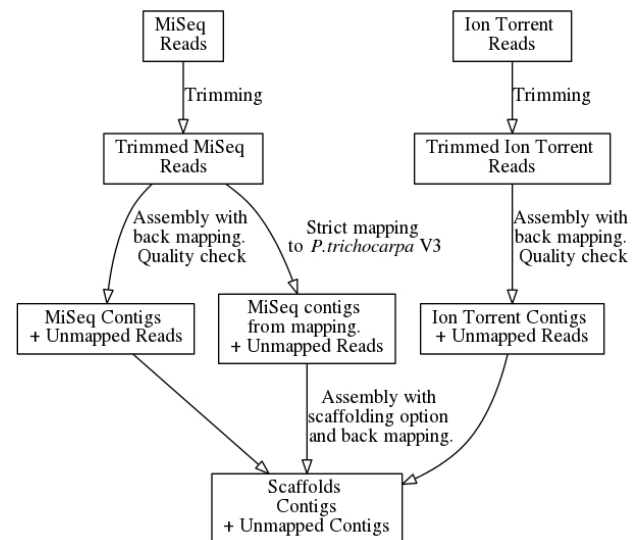 MiSeq
Reads
Ion Torrent
Reads
Trimming
Trimming
Trimmed MiSeq
Reads
Trimmed Ion Torrent
Reads
Assembly with
back mapping.
Quality check
Strict mapping
to P.trichocarpa V3
Assembly with
back mapping.
Quality check
MiSeq Contigs
+ Unmapped Reads
MiSeq contigs
from mapping.
+ Unmapped Reads
Ion Torrent Contigs
+ Unmapped Reads
Assembly with
scaffolding option
and back mapping.
Scaffolds
Contigs
+ Unmapped Contigs